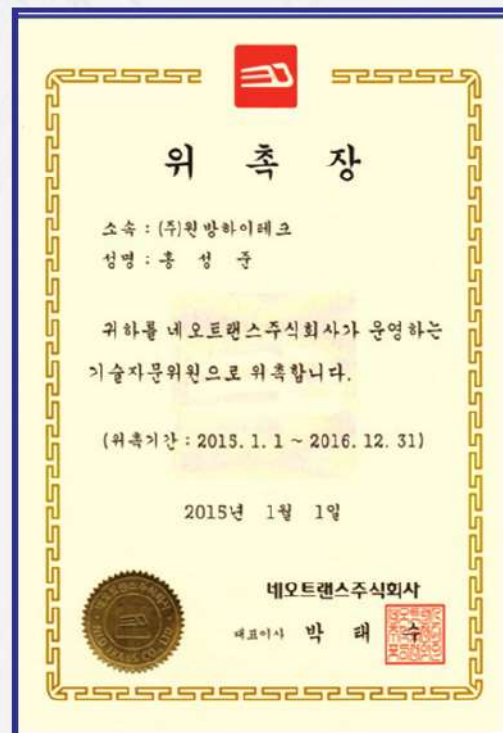 위 촉 장
소속 : (주)원방하이테크
성명 : 홍 성 준
귀하를 네오트랜스주식회사가 운영하는
기술자문위원으로 위촉합니다.
(위촉기간 : 2015. 1. 1 ~ 2016. 12. 31)
2015년 1월 1일
네오트랜스주식회사
대표이사 박 태 수